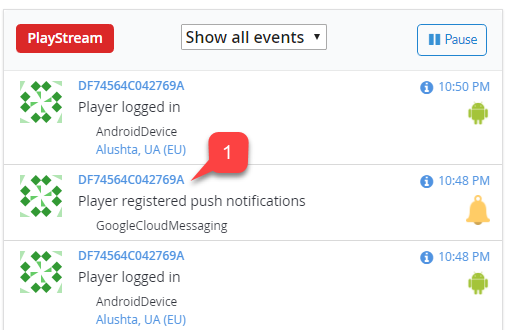 PlayStream
Show all events
Pause
DF74564C042769A
10:50 PM
Player logged in
AndroidDevice
Alushta, UA (EU)
1
DF74564C042769A
10:48 PM
Player registered push notifications
GoogleCloudMessaging
DF74564C042769A
10:48 PM
Player logged in
AndroidDevice
Alushta, UA (EU)